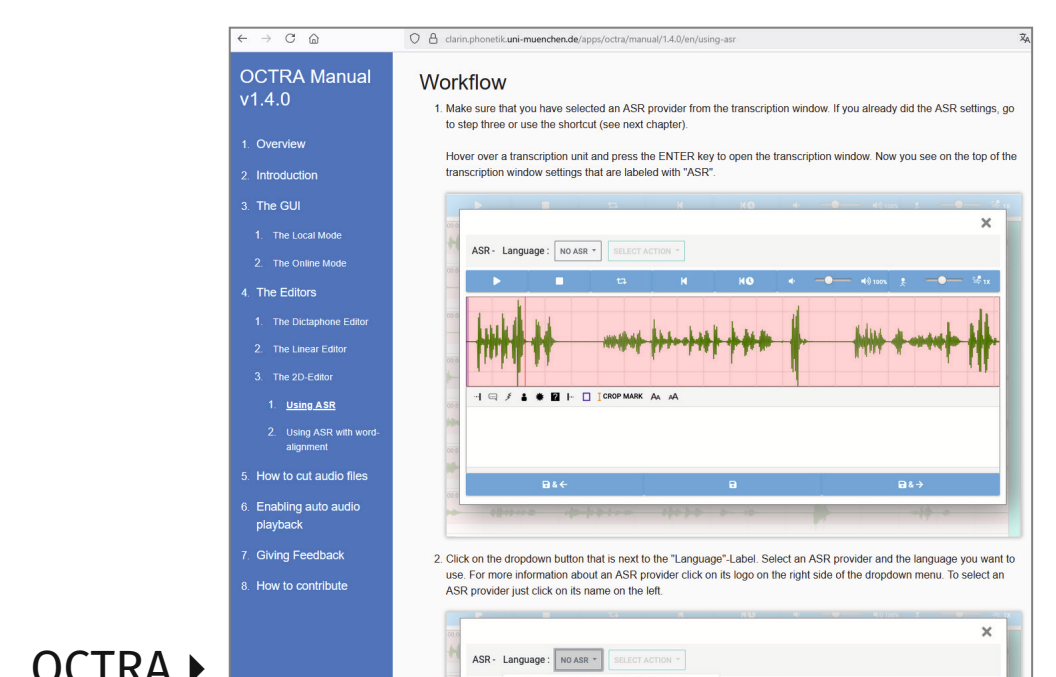 clarin.phonetik.uni-muenchen.de/apps/octra/manual/1.4.0/en/using-asr
OCTRA Manual
v1.4.0
1. Overview
2. Introduction
3. The GUI
1. The Local Mode
2. The Online Mode
4. The Editors
1. The Dictaphone Editor
2. The Linear Editor
3. The 2D-Editor
1. Using ASR
2. Using ASR with word-
alignment
5. How to cut audio files
6. Enabling auto audio
playback
7. Giving Feedback
8. How to contribute
Workflow
1. Make sure that you have selected an ASR provider from the transcription window. If you already did the ASR settings, go
to step three or use the shortcut (see next chapter).
Hover over a transcription unit and press the ENTER key to open the transcription window. Now you see on the top of the
transcription window settings that are labeled with "ASR".
ASR - Language : NO ASR SELECT ACTION
100% 1X
CROP MARK AA AA
& ←
& →
2. Click on the dropdown button that is next to the "Language"-Label. Select an ASR provider and the language you want to
use. For more information about an ASR provider click on its logo on the right side of the dropdown menu. To select an
ASR provider just click on its name on the left.
ASR - Language : NO ASR SELECT ACTION
OCTRA